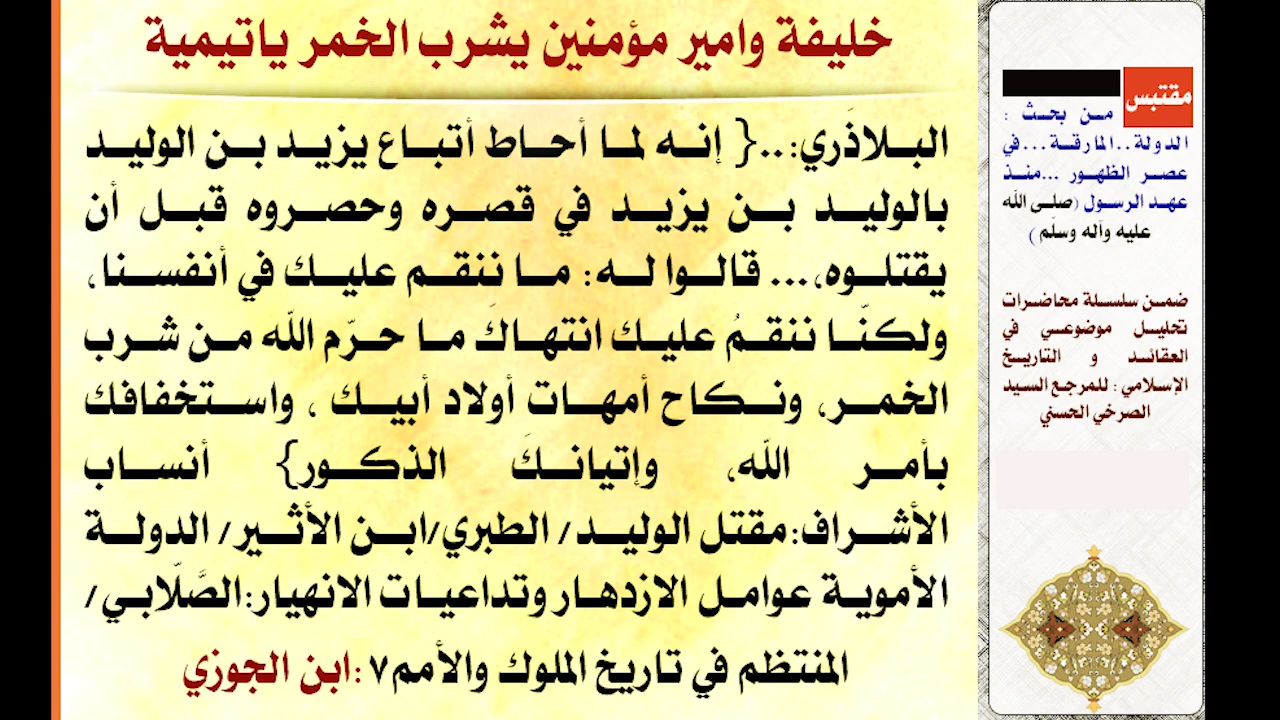 خليفة وامير مؤمنين يشرب الخمر ياتيمية
البلاذَري:..{ إنه لما أحاط أتباع يزيد بن الوليد
بالوليد بن يزيد في قصره وحصروه قبل أن
يقتلوه،... قالوا له: ما ننقم عليك في أنفسنا،
ولكنّا ننقمُ عليك انتهاكَ ما حرّم الله من شرب
الخمر، ونكاح أمهات أولاد أبيك ، واستخفافك
بأمر الله، وإتيانكَ الذكور} أنساب
الأشراف:مقتل الوليد/ الطبري/ابن الأثير/ الدولة
الأموية عوامل الازدهار وتداعيات الانهيار:الصَّلّابي/
المنتظم في تاريخ الملوك والأمم٧ :ابن الجوزي
مقتبس
من بحث :
الدولة..المارقة...في
عصر الظهور ...منذ
عهد الرسول (صلى الله
عليه وآله وسلّم )
ضمن سلسلة محاضرات
تحليل موضوعي في
العقائد و التاريخ
الإسلامي : للمرجع السيد
الصرخي الحسني